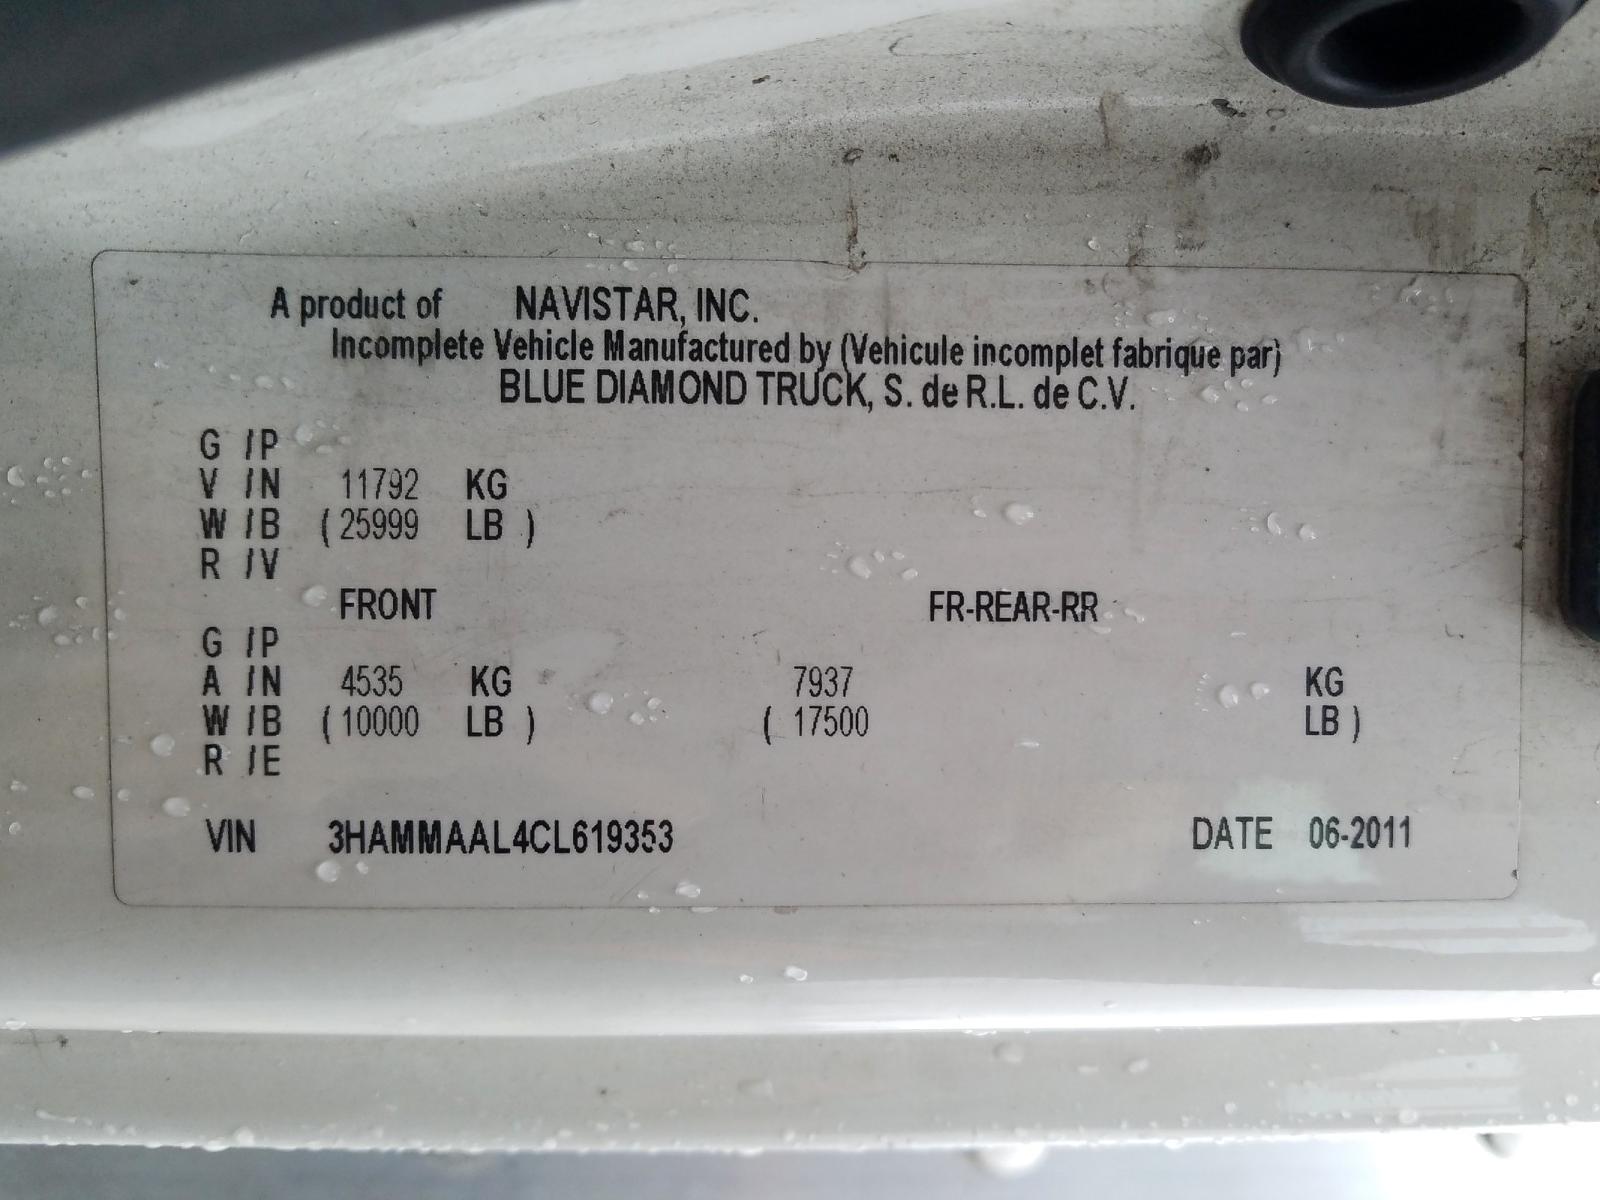 A product of NAVISTAR, INC.
Incomplete Vehicle Manufactured by (Vehicule incomplet fabrique par)
BLUE DIAMOND TRUCK, S. de R.L. de C.V.
G /P
V /N 11792 KG
W /B ( 25999 LB )
R /V
FRONT FR-REAR-RR
G /P
A /N 4535 KG 7937 KG
W /B ( 10000 LB ) ( 17500 LB )
R /E
VIN 3HAMMAAL4CL619353 DATE 06-2011